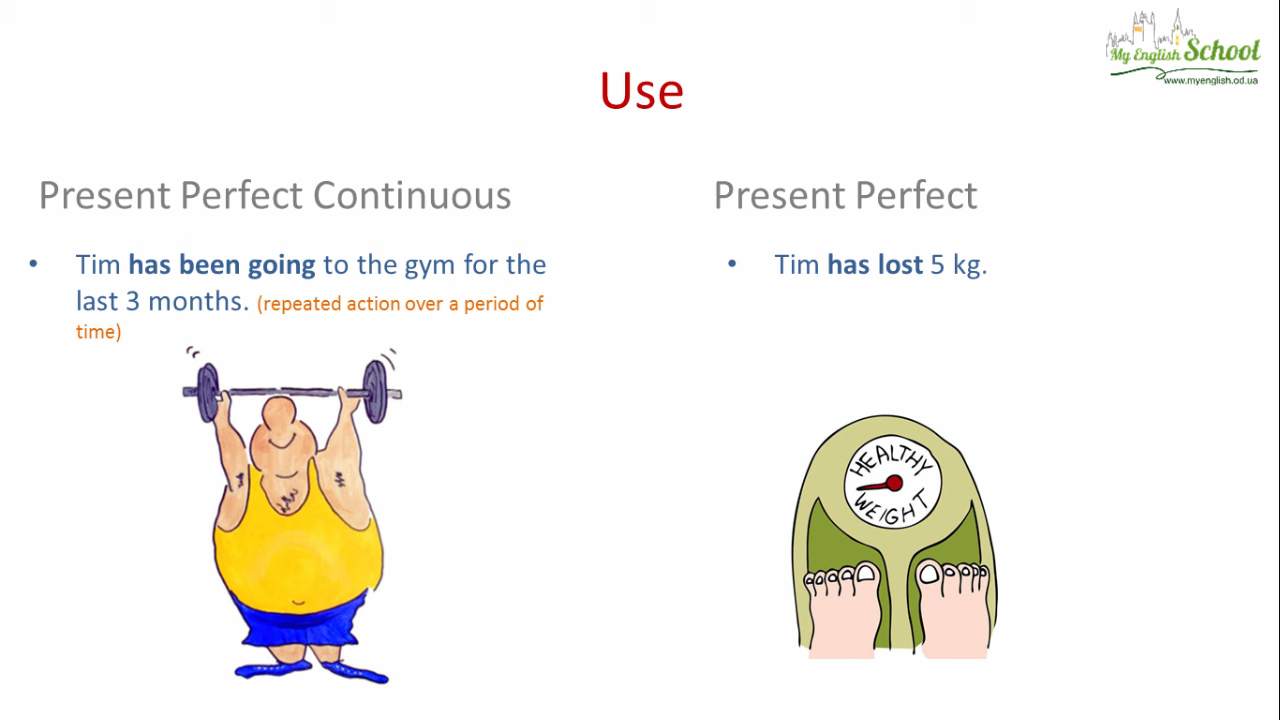 My English School
www.myenglish.od.ua
Use
Present Perfect Continuous
• Tim has been going to the gym for the
last 3 months. (repeated action over a period of
time)
Present Perfect
• Tim has lost 5 kg.
HEALTHY
WEIGHT